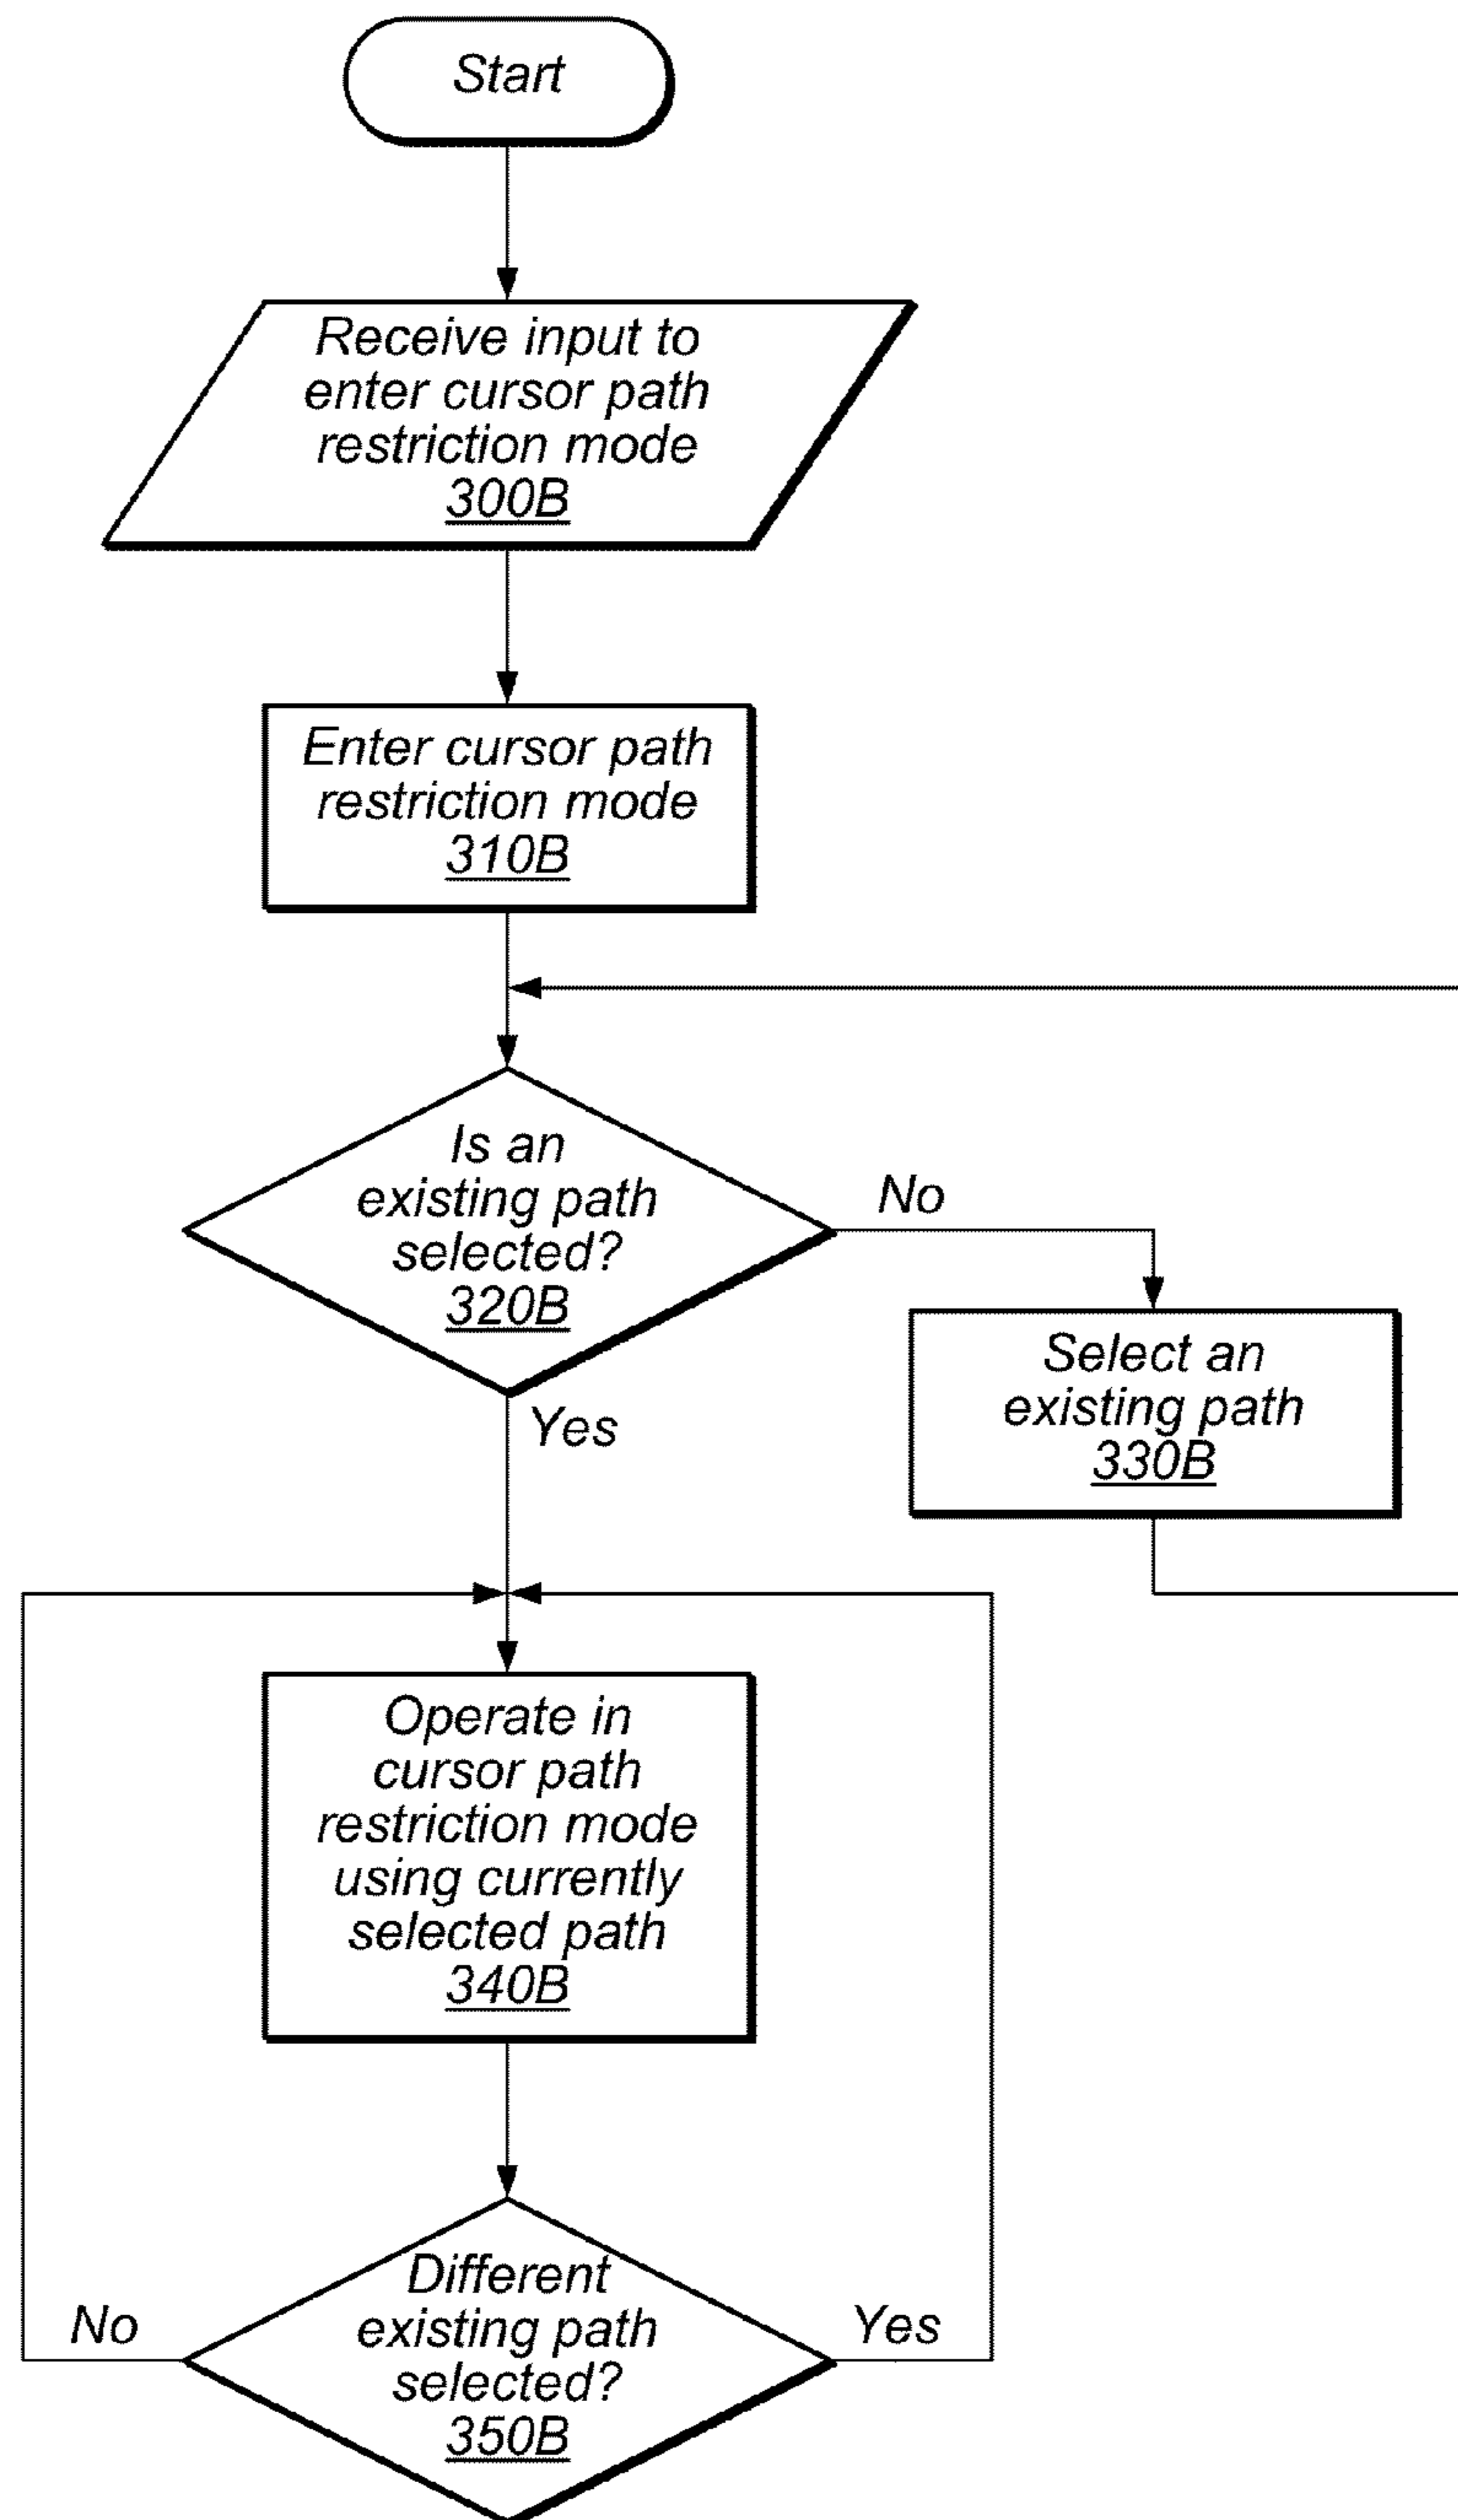 Start
Receive input to
enter cursor path
restriction mode
300B
Enter cursor path
restriction mode
310B
Is an
existing path
selected?
320B
No
Yes
Select an
existing path
330B
Operate in
cursor path
restriction mode
using currently
selected path
340B
Different
existing path
selected?
350B
No
Yes